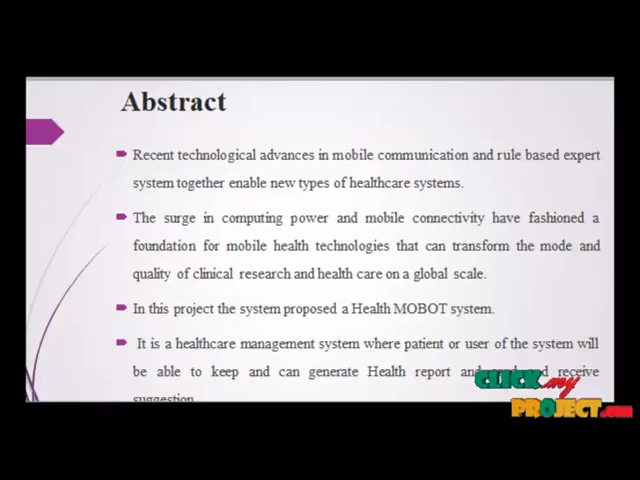 Abstract
Recent technological advances in mobile communication and rule based expert
system together enable new types of healthcare systems.
The surge in computing power and mobile connectivity have fashioned a
foundation for mobile health technologies that can transform the mode and
quality of clinical research and health care on a global scale.
In this project the system proposed a Health MOBOT system.
It is a healthcare management system where patient or user of the system will
be able to keep and can generate Health report and receive
suggestion
CLICK my
PROJECT.com